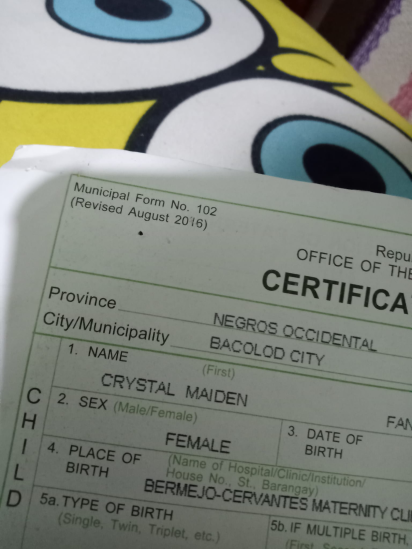 Municipal Form No. 102
(Revised August 2016)
Repu
OFFICE OF THE
CERTIFICA
Province NEGROS OCCIDENTAL
City/Municipality BACOLOD CITY
CHILD
1. NAME (First)
CRYSTAL MAIDEN FAN
2. SEX (Male/Female)
FEMALE
3. DATE OF
BIRTH
4. PLACE OF
BIRTH
(Name of Hospital/Clinic/Institution/
House No., St., Barangay)
BERMEJO-CERVANTES MATERNITY CLI
5a. TYPE OF BIRTH
(Single, Twin, Triplet, etc.)
5b. IF MULTIPLE BIRTH,